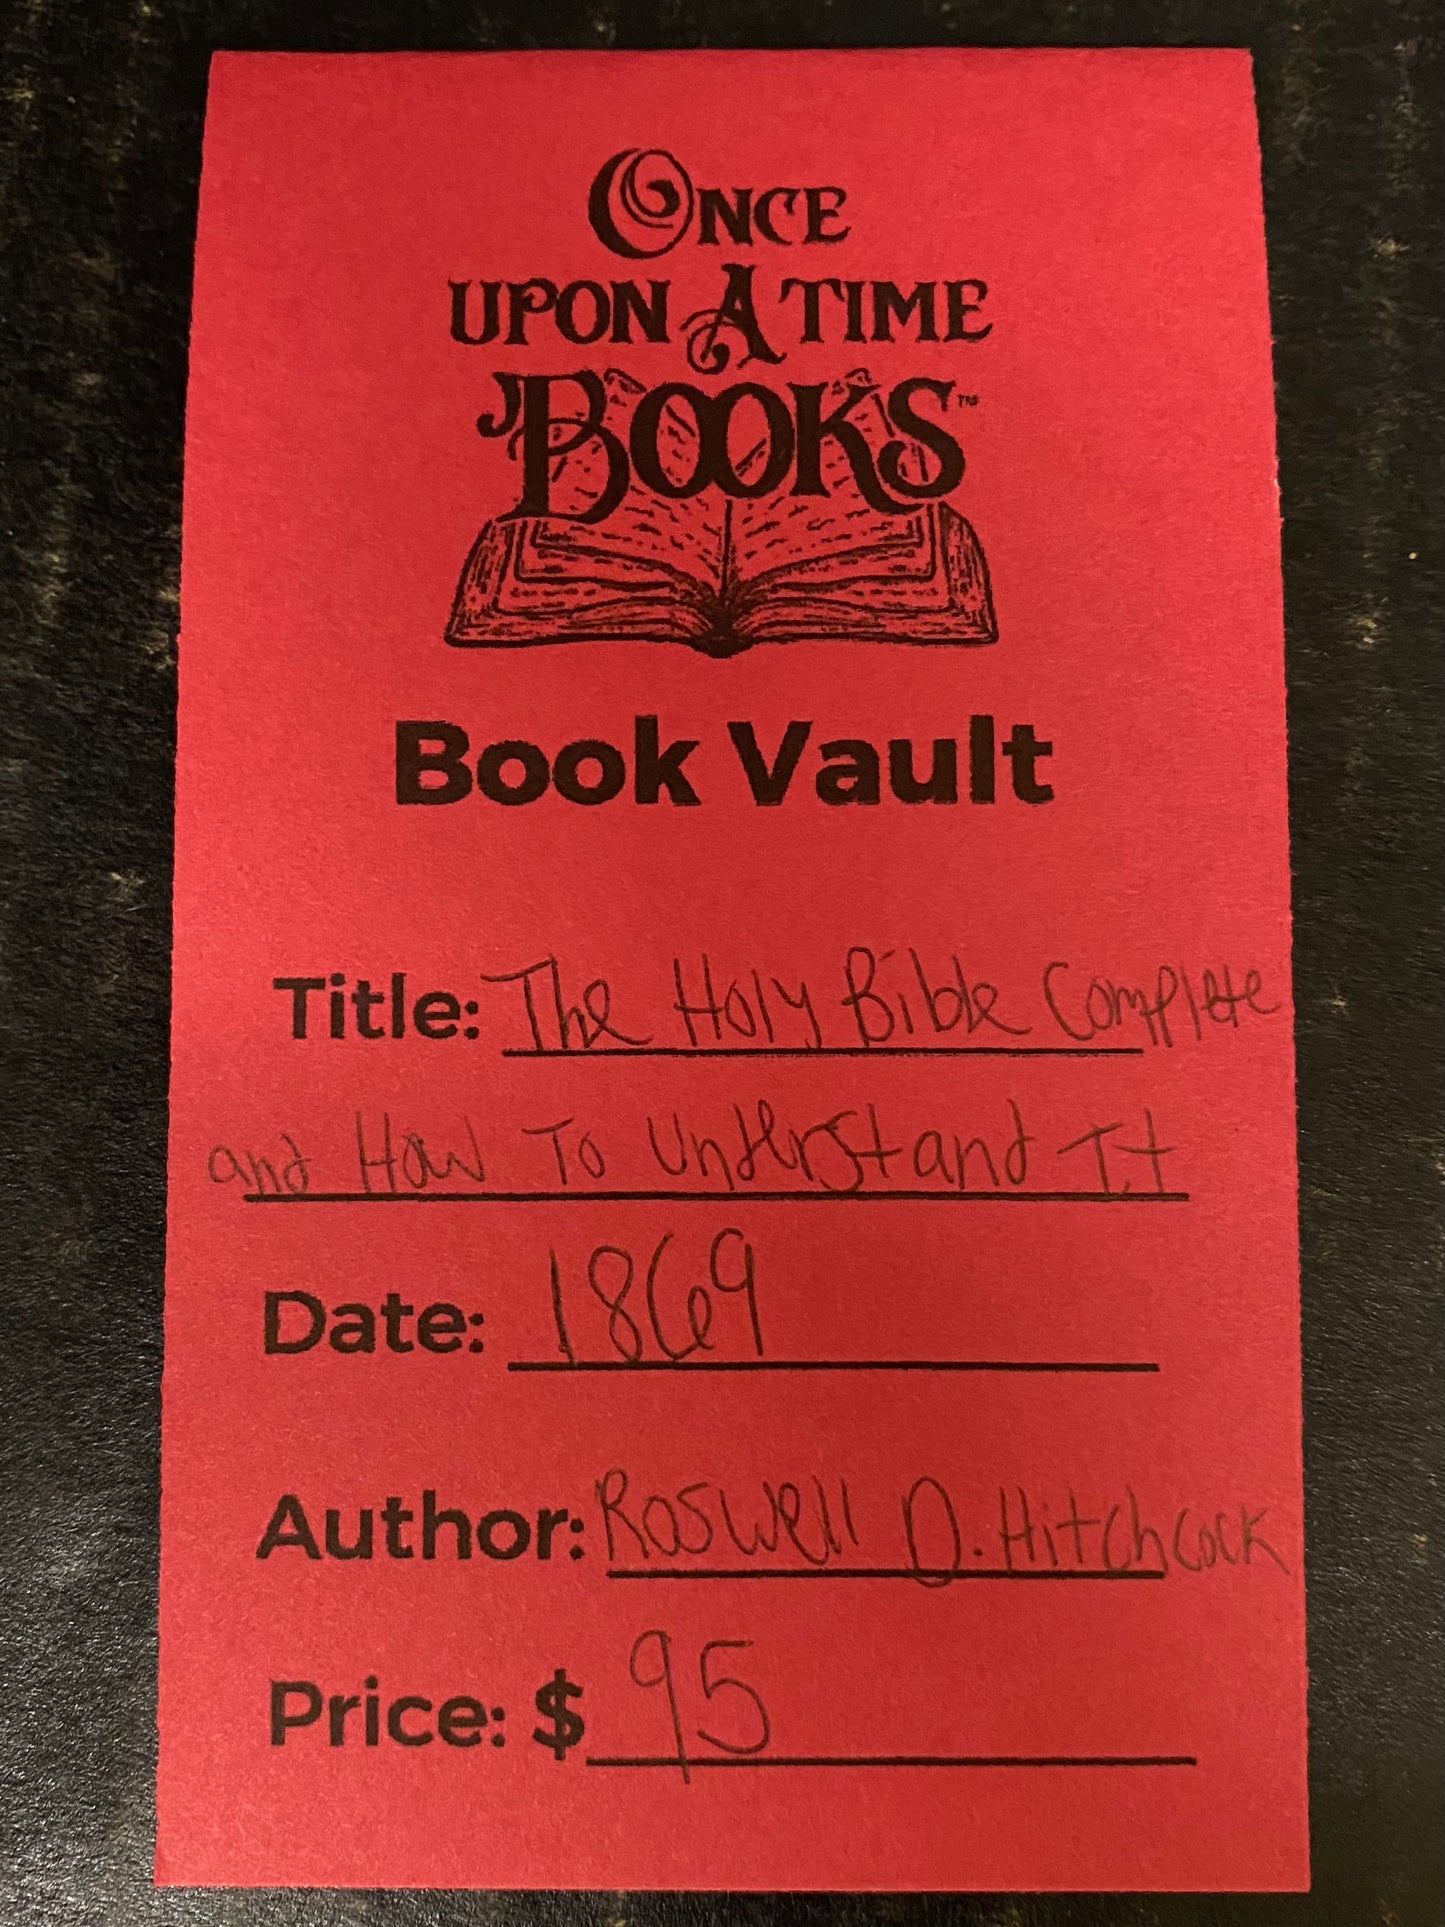 ONCE
UPON A TIME
BOOKS™
Book Vault
Title: The Holy Bible Complete
and How To Understand It
Date: 1869
Author: Roswell D. Hitchcock
Price: $ 95